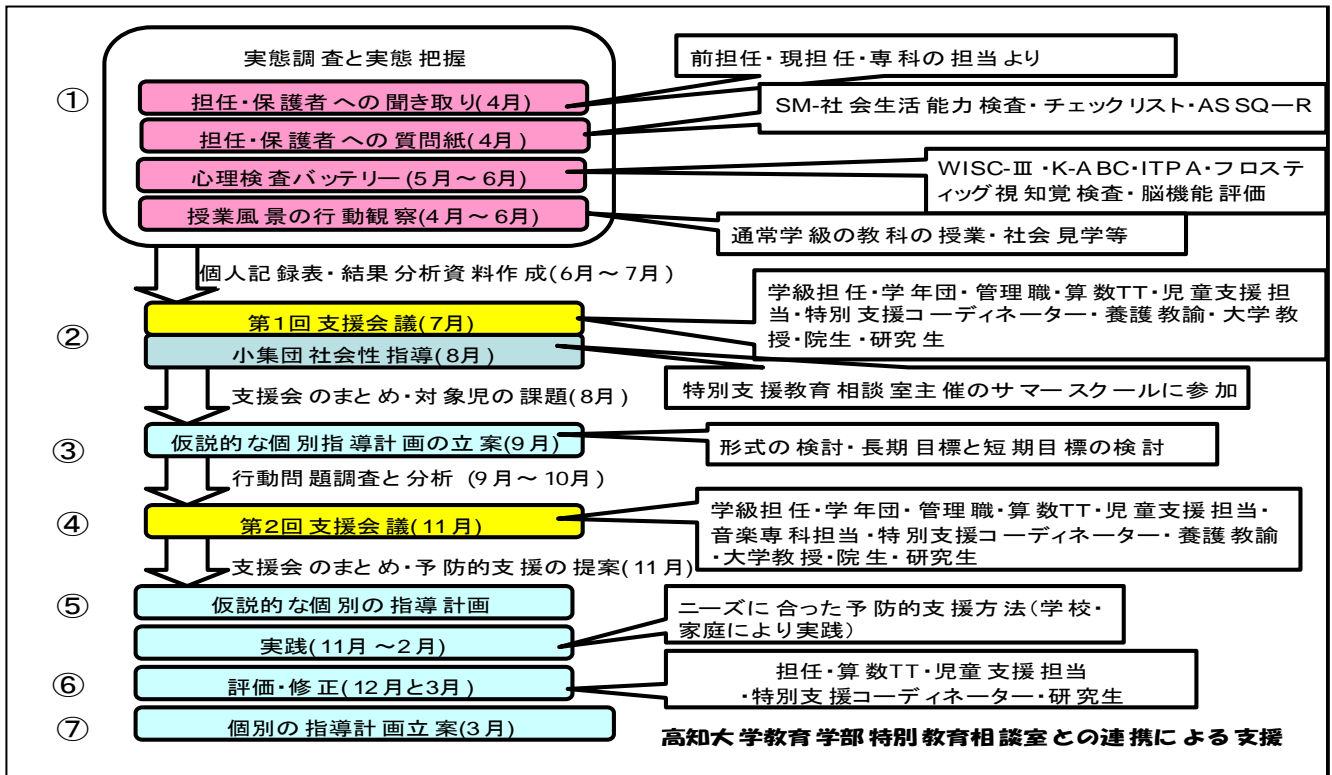 実態調査と実態把握
前担任・現担任・専科の担当より
①
担任・保護者への聞き取り(4月)
SM-社会生活能力検査・チェックリスト・ASSQ－R
担任・保護者への質問紙(4月)
心理検査バッテリー(5月～6月)
WISC-Ⅲ・K-ABC・ITPA・フロスティ
ッグ視知覚検査・脳機能評価
授業風景の行動観察(4月～6月)
通常学級の教科の授業・社会見学等
個人記録表・結果分析資料作成(6月～7月)
②
第1回支援会議(7月)
学級担任・学年団・管理職・算数TT・児童支援担
当・特別支援コーディネーター・養護教諭・大学教
授・院生・研究生
小集団社会性指導(8月)
特別支援教育相談室主催のサマースクールに参加
支援会のまとめ・対象児の課題(8月)
③
仮説的な個別指導計画の立案(9月)
形式の検討・長期目標と短期目標の検討
行動問題調査と分析 (9月～10月)
④
第2回支援会議(11月)
学級担任・学年団・管理職・算数TT・児童支援担当・
音楽専科担当・特別支援コーディネーター・養護教諭
・大学教授・院生・研究生
支援会のまとめ・予防的支援の提案(11月)
⑤
仮説的な個別の指導計画
実践(11月～2月)
ニーズに合った予防的支援方法(学校・
家庭により実践)
⑥
評価・修正(12月と3月)
担任・算数TT・児童支援担当
・特別支援コーディネーター・研究生
⑦
個別の指導計画立案(3月)
高知大学教育学部特別教育相談室との連携による支援